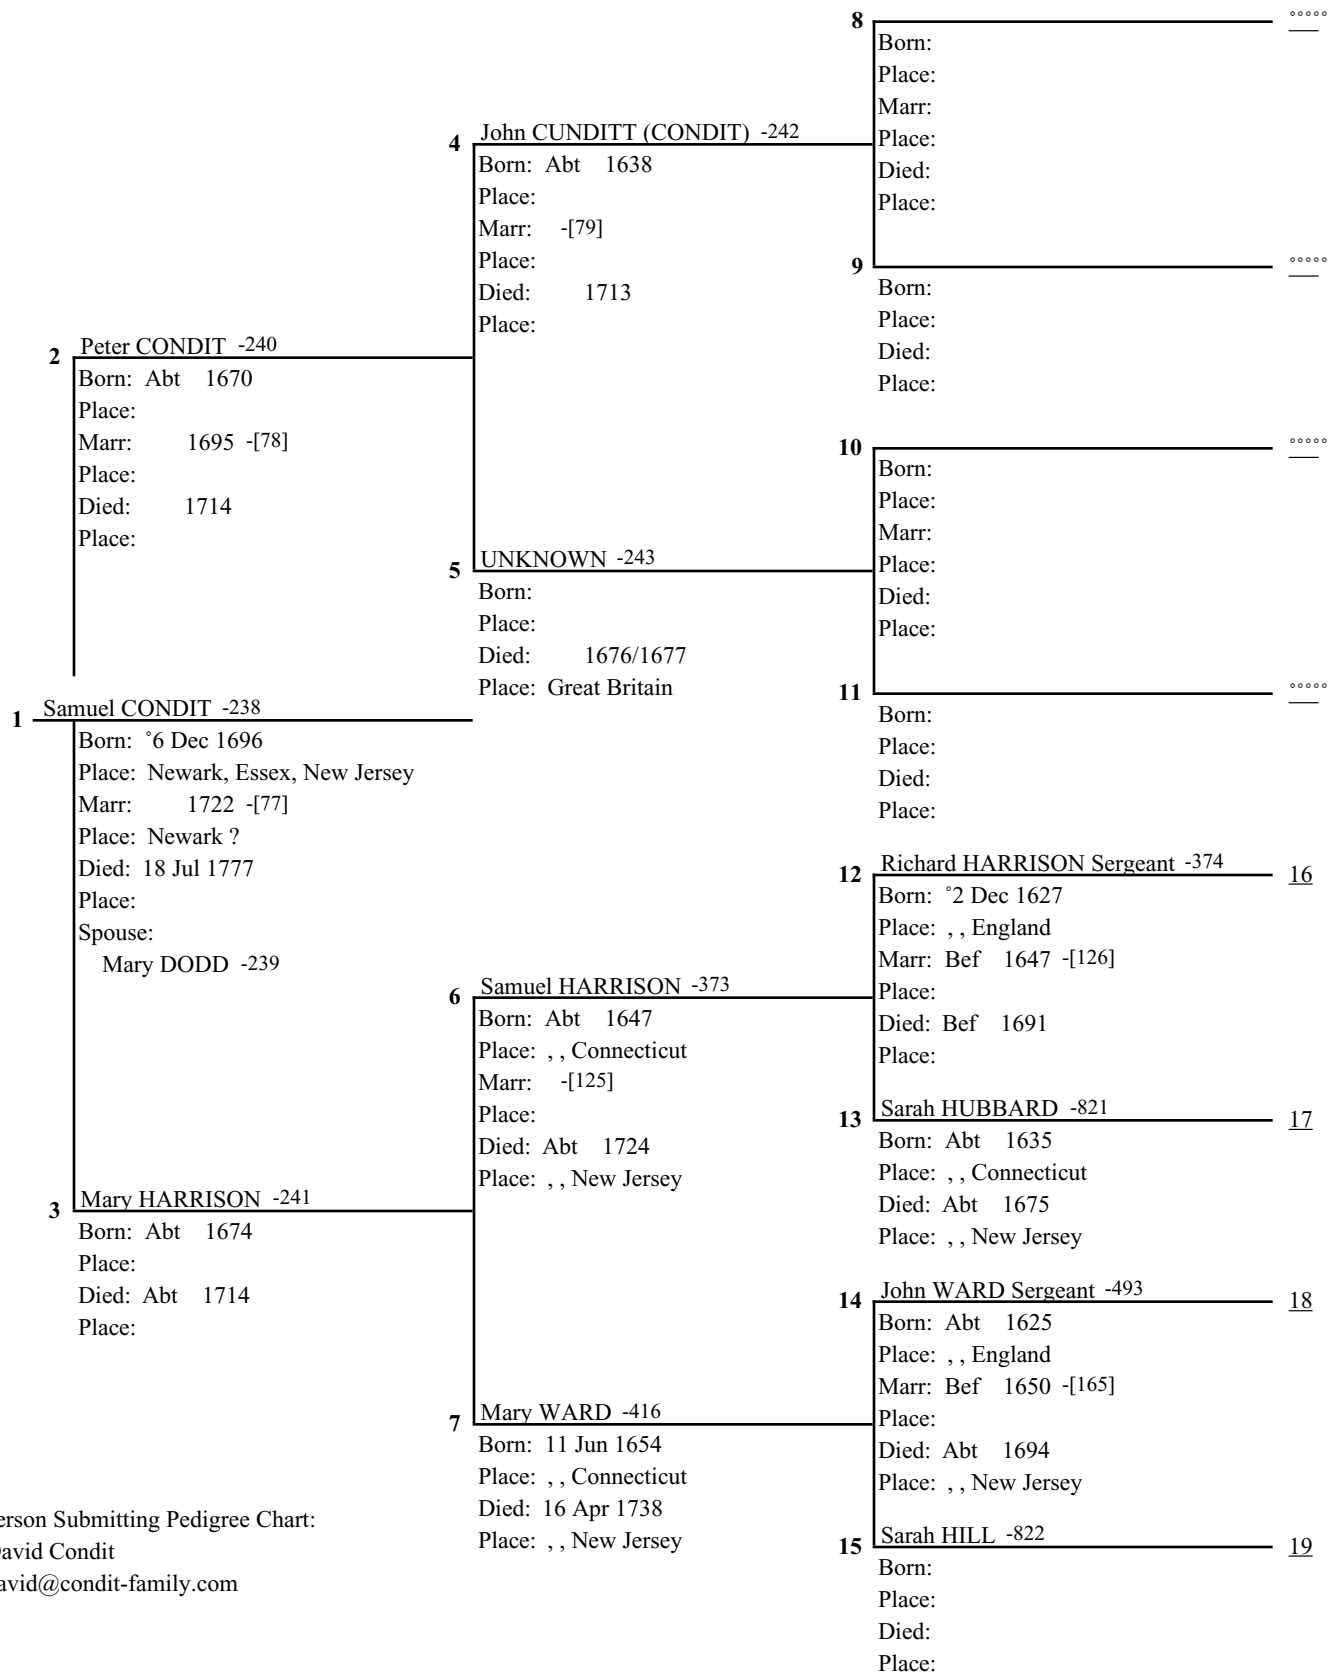 8
°°°°°
Born:
Place:
Marr:
Place:
Died:
Place:
4 John CUNDITT (CONDIT) -242
Born: Abt 1638
Place:
Marr: -[79]
Place:
Died: 1713
Place:
9
°°°°°
Born:
Place:
Died:
Place:
2 Peter CONDIT -240
Born: Abt 1670
Place:
Marr: 1695 -[78]
Place:
Died: 1714
Place:
10
°°°°°
Born:
Place:
Marr:
Place:
Died:
Place:
5 UNKNOWN -243
Born:
Place:
Died: 1676/1677
Place: Great Britain
11
°°°°°
Born:
Place:
Died:
Place:
1 Samuel CONDIT -238
Born: °6 Dec 1696
Place: Newark, Essex, New Jersey
Marr: 1722 -[77]
Place: Newark ?
Died: 18 Jul 1777
Place:
Spouse:
Mary DODD -239
12 Richard HARRISON Sergeant -374 16
Born: °2 Dec 1627
Place: , , England
Marr: Bef 1647 -[126]
Place:
Died: Bef 1691
Place:
6 Samuel HARRISON -373
Born: Abt 1647
Place: , , Connecticut
Marr: -[125]
Place:
Died: Abt 1724
Place: , , New Jersey
13 Sarah HUBBARD -821 17
Born: Abt 1635
Place: , , Connecticut
Died: Abt 1675
Place: , , New Jersey
3 Mary HARRISON -241
Born: Abt 1674
Place:
Died: Abt 1714
Place:
14 John WARD Sergeant -493 18
Born: Abt 1625
Place: , , England
Marr: Bef 1650 -[165]
Place:
Died: Abt 1694
Place: , , New Jersey
7 Mary WARD -416
Born: 11 Jun 1654
Place: , , Connecticut
Died: 16 Apr 1738
Place: , , New Jersey
15 Sarah HILL -822 19
Born:
Place:
Died:
Place:
erson Submitting Pedigree Chart:
David Condit
avid@condit-family.com